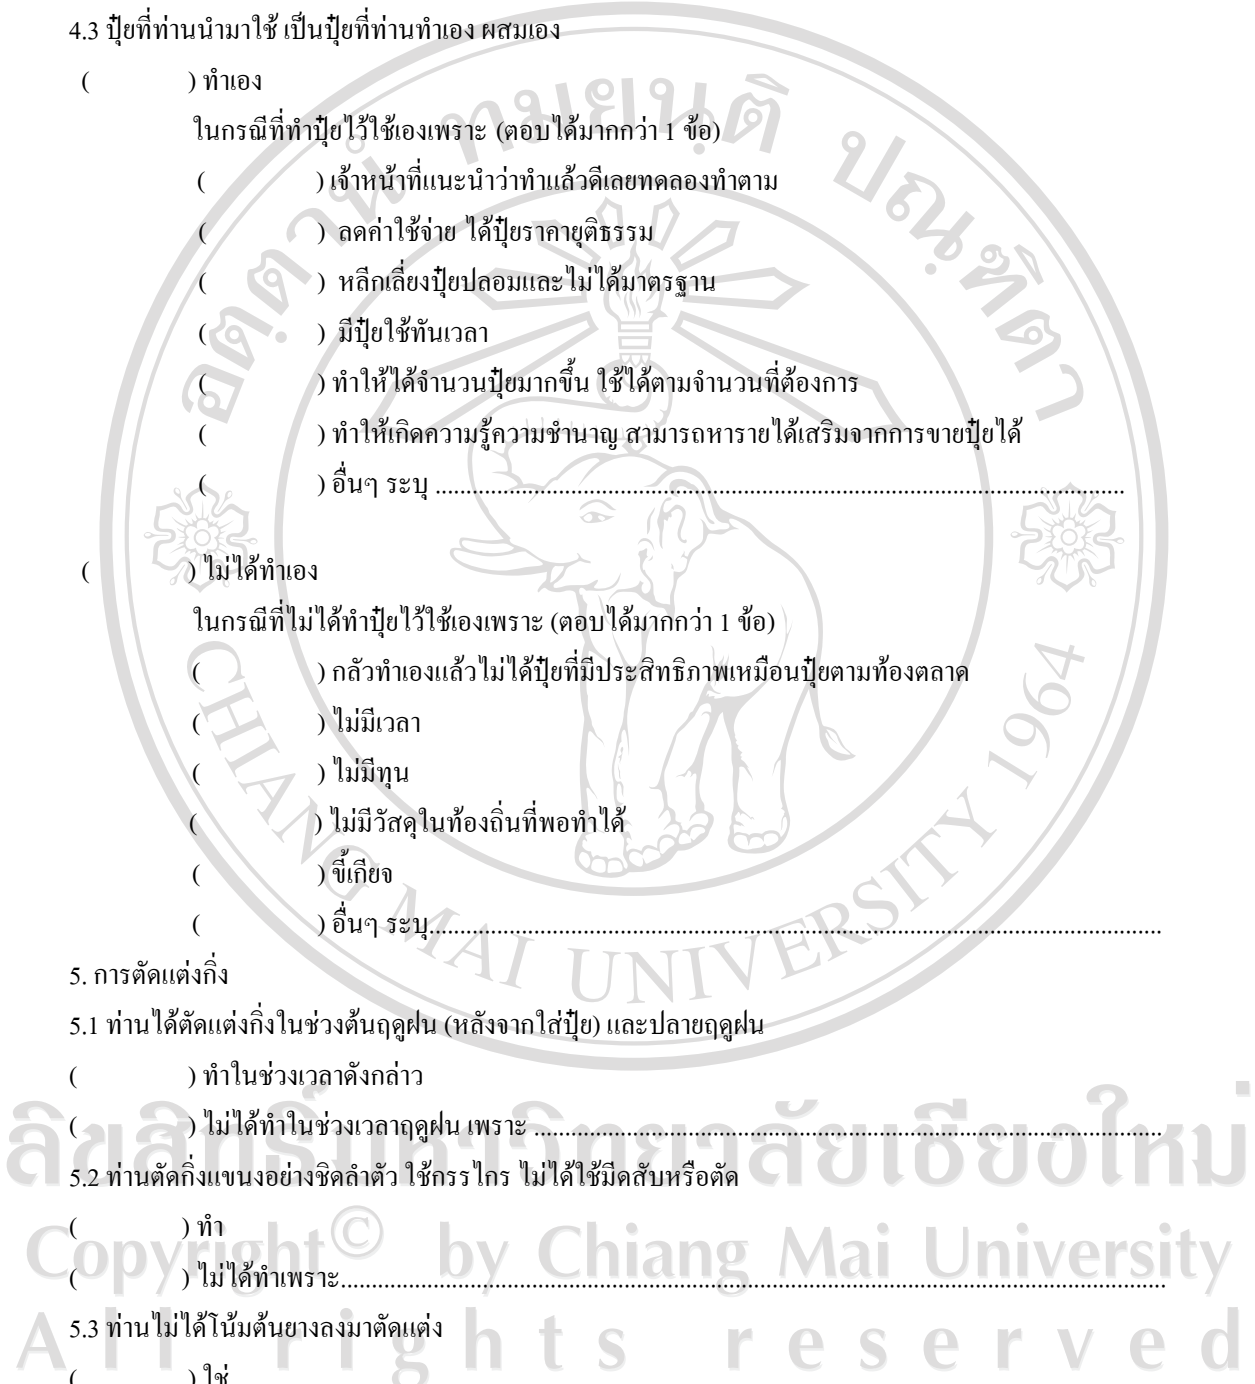 4.3 ปุ๋ยที่ท่านนำมาใช้ เป็นปุ๋ยที่ท่านทำเอง ผสมเอง
( ) ทำเอง
ในกรณีที่ทำปุ๋ยไว้ใช้เองเพราะ (ตอบได้มากกว่า 1 ข้อ)
( ) เจ้าหน้าที่แนะนำว่าทำแล้วดีเลยทดลองทำตาม
( ) ลดค่าใช้จ่าย ได้ปุ๋ยราคายุติธรรม
( ) หลีกเลี่ยงปุ๋ยปลอมและไม่ได้มาตรฐาน
( ) มีปุ๋ยใช้ทันเวลา
( ) ทำให้ได้จำนวนปุ๋ยมากขึ้น ใช้ได้ตามจำนวนที่ต้องการ
( ) ทำให้เกิดความรู้ความชำนาญ สามารถหารายได้เสริมจากการขายปุ๋ยได้
( ) อื่นๆ ระบุ ................................................................................................................
( ) ไม่ได้ทำเอง
ในกรณีที่ไม่ได้ทำปุ๋ยไว้ใช้เองเพราะ (ตอบได้มากกว่า 1 ข้อ)
( ) กลัวทำเองแล้วไม่ได้ปุ๋ยที่มีประสิทธิภาพเหมือนปุ๋ยตามท้องตลาด
( ) ไม่มีเวลา
( ) ไม่มีทุน
( ) ไม่มีวัสดุในท้องถิ่นที่พอทำได้
( ) ขี้เกียจ
( ) อื่นๆ ระบุ.......................................................................................................................
5. การตัดแต่งกิ่ง
5.1 ท่านได้ตัดแต่งกิ่งในช่วงต้นฤดูฝน (หลังจากใส่ปุ๋ย) และปลายฤดูฝน
( ) ทำในช่วงเวลาดังกล่าว
( ) ไม่ได้ทำในช่วงเวลาฤดูฝน เพราะ ......................................................................................................
5.2 ท่านตัดกิ่งแขนงอย่างชิดลำตัว ใช้กรรไกร ไม่ได้ใช้มีดสับหรือตัด
( ) ทำ
( ) ไม่ได้ทำเพราะ......................................................................................................................................
5.3 ท่านไม่ได้โน้มต้นยางลงมาตัดแต่ง
( ) ใช่
CHIANG MAI UNIVERSITY 1964
ลิขสิทธิ์มหาวิทยาลัยเชียงใหม่
Copyright© by Chiang Mai University
All rights reserved